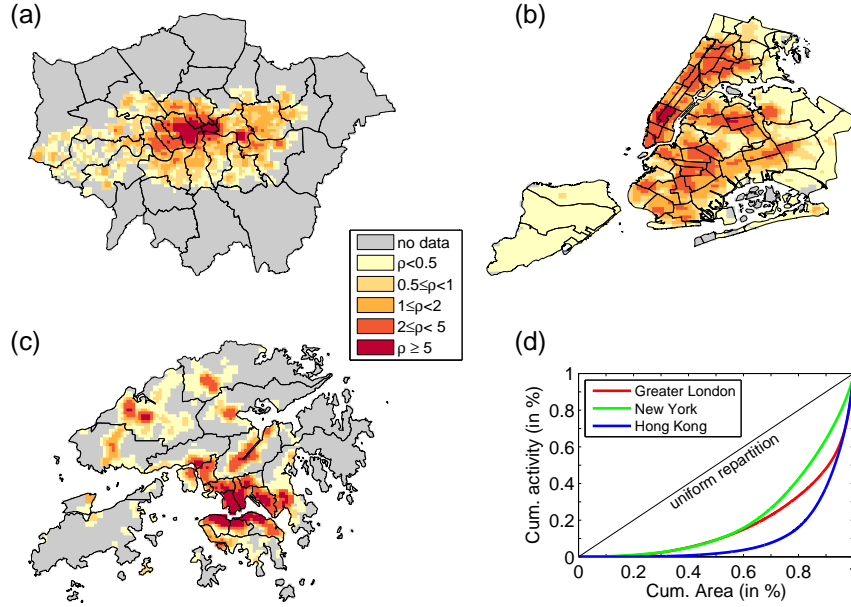 (a)
(b)
no data
ρ<0.5
0.5≤ρ<1
1≤ρ<2
2≤ρ< 5
ρ ≥ 5
(c)
(d)
Greater London
New York
Hong Kong
uniform repartition
Cum. activity (in %)
1
0.8
0.6
0.4
0.2
0
0 0.2 0.4 0.6 0.8 1
Cum. Area (in %)